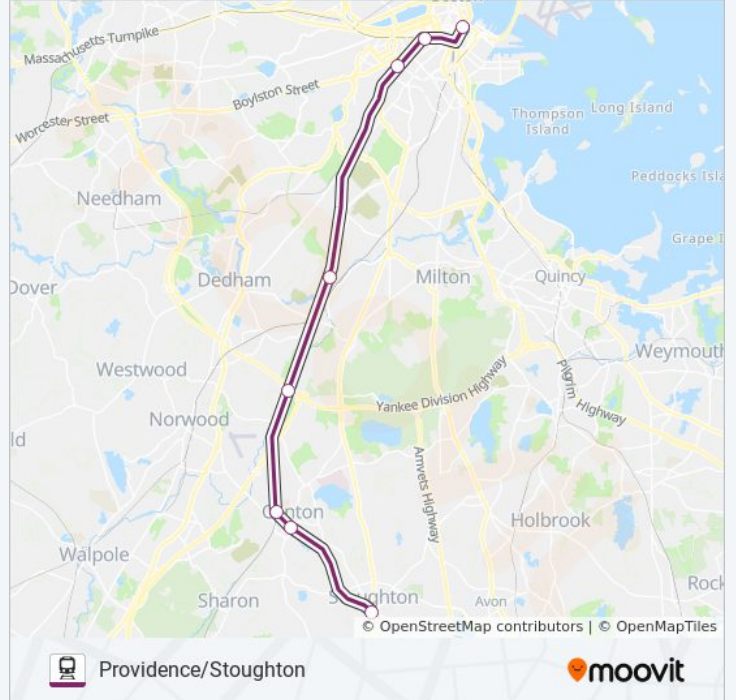 Massachusetts Turnpike
Boylston Street
Worcester Street
Thompson
Island
Long Island
Peddocks Isla
Needham
Grape I
Dover
Dedham
Milton
Quincy
Westwood
Weymouth
Norwood
Yankee Division Highway
Pilgrim
Highway
ld
Amvets Highway
Canton
Holbrook
Walpole
Sharon
Stoughton
Avon
Rock
© OpenStreetMap contributors | © OpenMapTiles
Providence/Stoughton
moovit